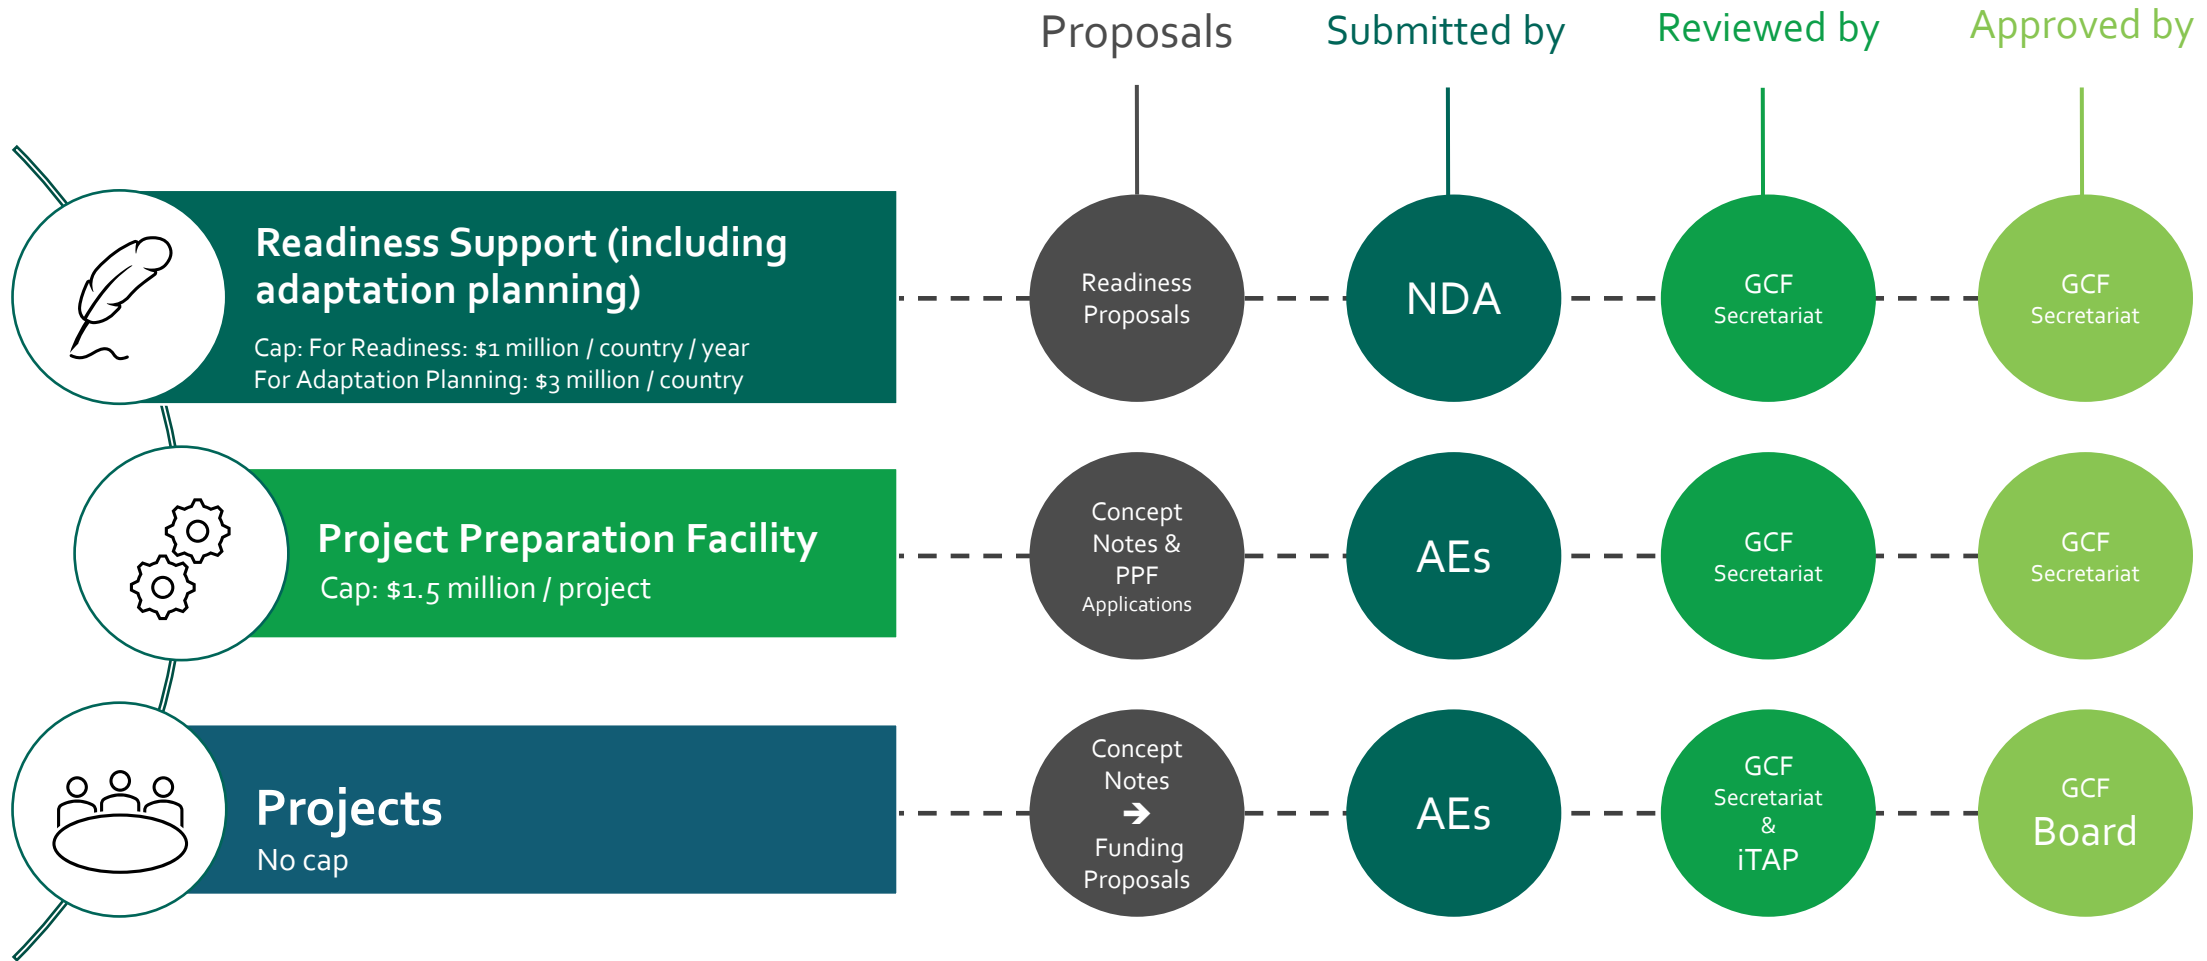 Proposals
Submitted by
Reviewed by
Approved by
Readiness Support (including
adaptation planning)
Cap: For Readiness: $1 million / country / year
For Adaptation Planning: $3 million / country
Readiness
Proposals
NDA
GCF
Secretariat
GCF
Secretariat
Project Preparation Facility
Cap: $1.5 million / project
Concept
Notes &
PPF
Applications
AEs
GCF
Secretariat
GCF
Secretariat
Projects
No cap
Concept
Notes
➔
Funding
Proposals
AEs
GCF
Secretariat
&
iTAP
GCF
Board